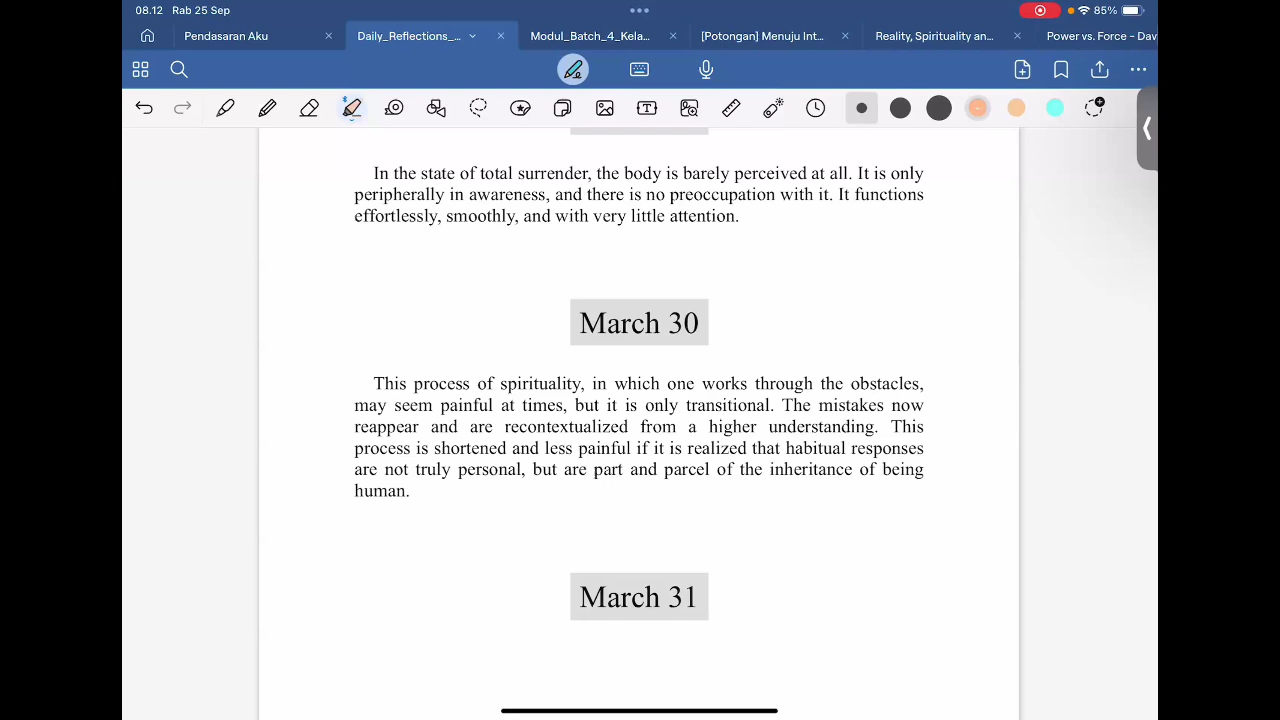 08.12 Rab 25 Sep
85%
Pendasaran Aku
Daily_Reflections_...
Modul_Batch_4_Kela...
[Potongan] Menuju Int...
Reality, Spirituality an...
Power vs. Force – Dav
In the state of total surrender, the body is barely perceived at all. It is only
peripherally in awareness, and there is no preoccupation with it. It functions
effortlessly, smoothly, and with very little attention.
March 30
This process of spirituality, in which one works through the obstacles,
may seem painful at times, but it is only transitional. The mistakes now
reappear and are recontextualized from a higher understanding. This
process is shortened and less painful if it is realized that habitual responses
are not truly personal, but are part and parcel of the inheritance of being
human.
March 31